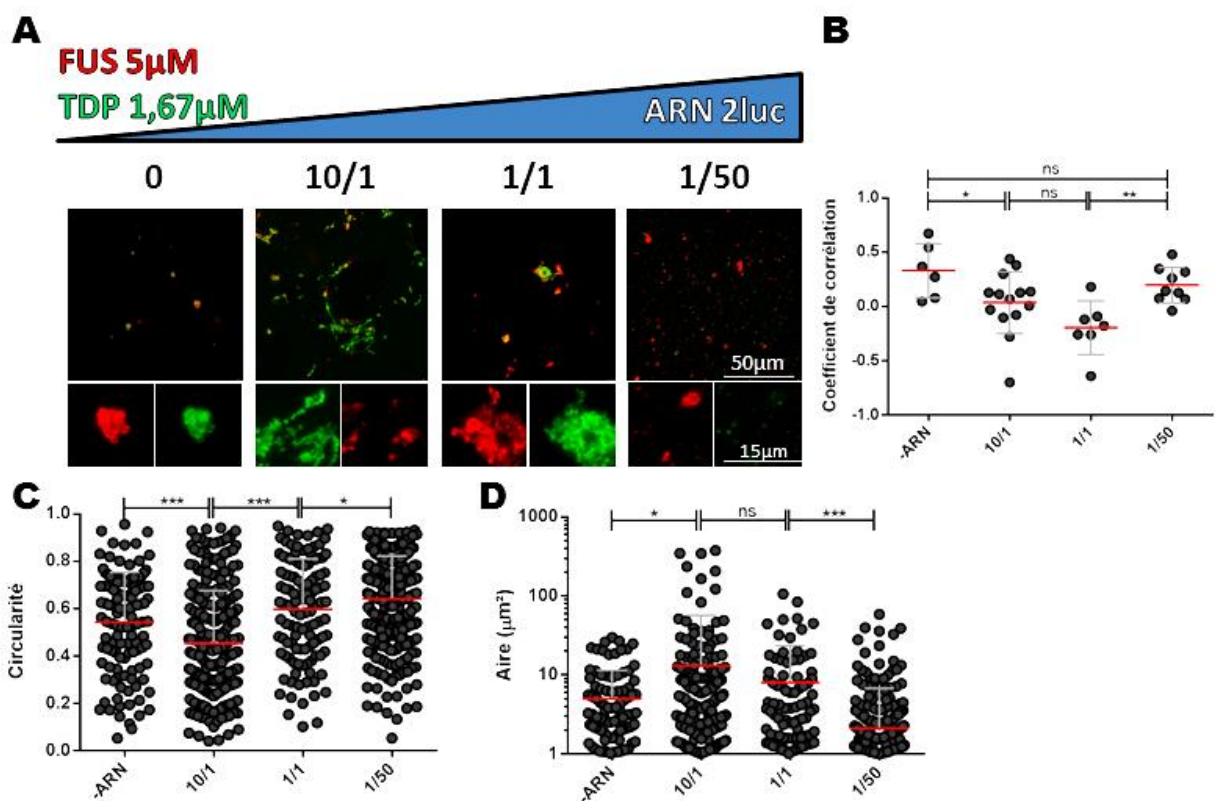 A
FUS 5µM
TDP 1,67µM
ARN 2luc
0 10/1 1/1 1/50
50µm
15µm
B
ns
* ns **
Coefficient de corrélation
1.0
0.5
0.0
-0.5
-1.0
-ARN 10/1 1/1 1/50
C
*** *** *
Circularité
1.0
0.8
0.6
0.4
0.2
0.0
-ARN 10/1 1/1 1/50
D
* ns ***
Aire (µm²)
1000
100
10
1
-ARN 10/1 1/1 1/50